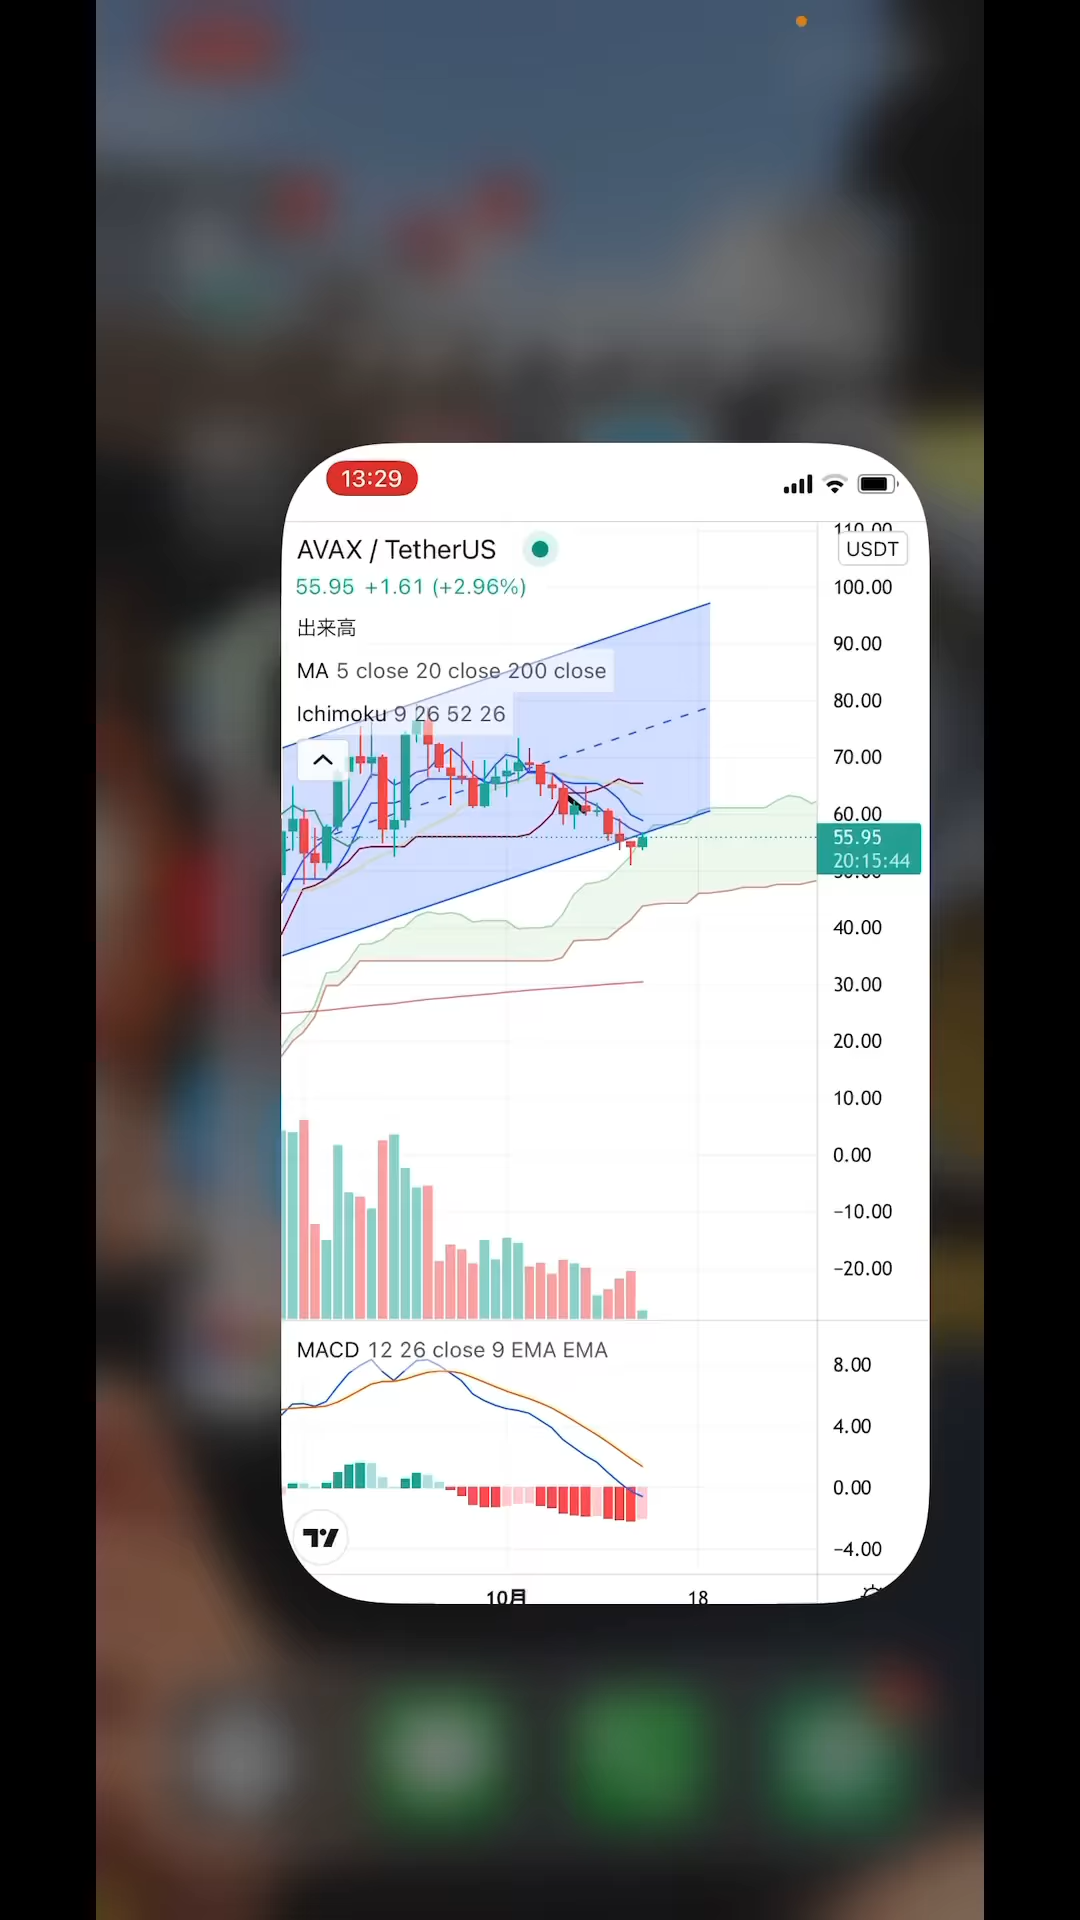 13:29
AVAX / TetherUS
USDT
55.95 +1.61 (+2.96%)
出来高
MA 5 close 20 close 200 close
Ichimoku 9 26 52 26
110.00
100.00
90.00
80.00
70.00
60.00
55.95
20:15:44
50.00
40.00
30.00
20.00
10.00
0.00
−10.00
−20.00
MACD 12 26 close 9 EMA EMA
8.00
4.00
0.00
−4.00
10月
18